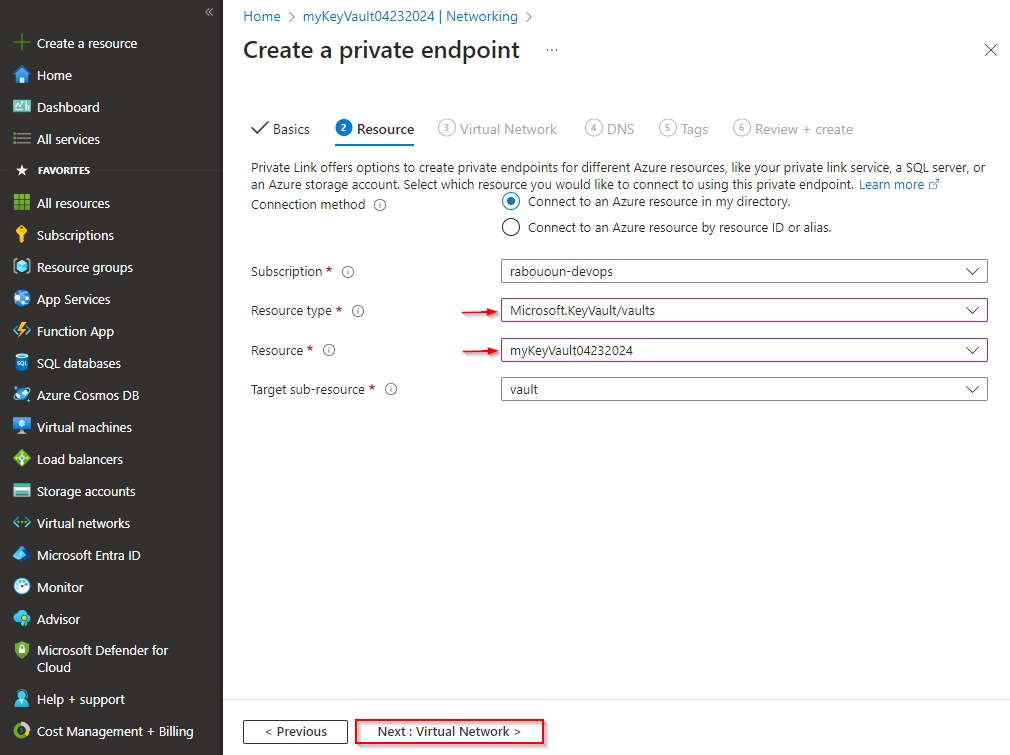 «
Create a resource
Home
Dashboard
All services
FAVORITES
All resources
Subscriptions
Resource groups
App Services
Function App
SQL databases
Azure Cosmos DB
Virtual machines
Load balancers
Storage accounts
Virtual networks
Microsoft Entra ID
Monitor
Advisor
Microsoft Defender for
Cloud
Help + support
Cost Management + Billing
Home > myKeyVault04232024 | Networking >
Create a private endpoint ...
Basics 2 Resource 3 Virtual Network 4 DNS 5 Tags 6 Review + create
Private Link offers options to create private endpoints for different Azure resources, like your private link service, a SQL server, or
an Azure storage account. Select which resource you would like to connect to using this private endpoint. Learn more
Connection method
Connect to an Azure resource in my directory.
Connect to an Azure resource by resource ID or alias.
Subscription * rabououn-devops
Resource type * Microsoft.KeyVault/vaults
Resource * myKeyVault04232024
Target sub-resource * vault
< Previous Next : Virtual Network >